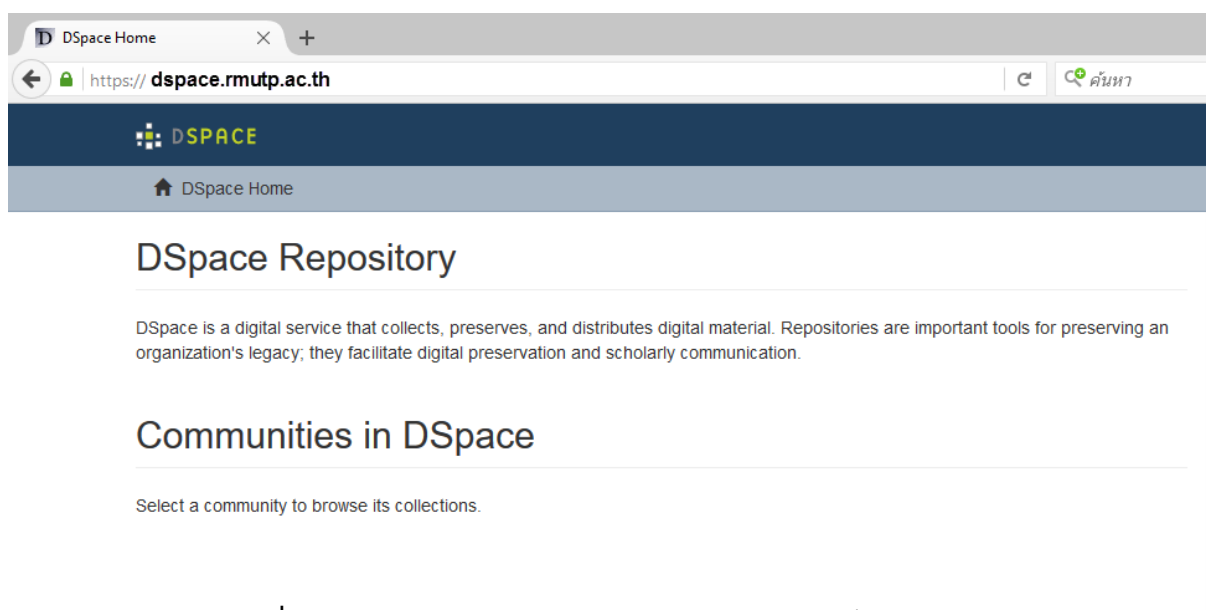 DSpace Home
https:// dspace.rmutp.ac.th
ค้นหา
DSPACE
DSpace Home
DSpace Repository
DSpace is a digital service that collects, preserves, and distributes digital material. Repositories are important tools for preserving an
organization's legacy; they facilitate digital preservation and scholarly communication.
Communities in DSpace
Select a community to browse its collections.